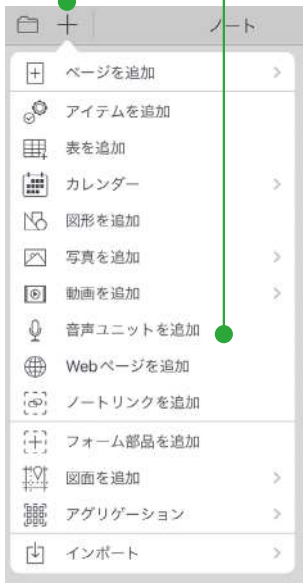 ノート
ページを追加
アイテムを追加
表を追加
カレンダー
図形を追加
写真を追加
動画を追加
音声ユニットを追加
Webページを追加
ノートリンクを追加
フォーム部品を追加
図面を追加
アグリゲーション
インポート